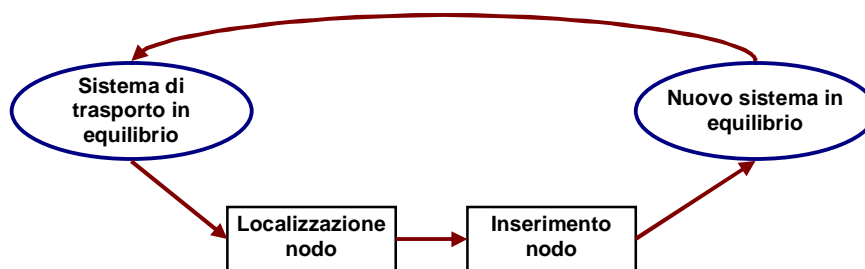 Sistema di
trasporto in
equilibrio
Nuovo sistema in
equilibrio
Localizzazione
nodo
Inserimento
nodo